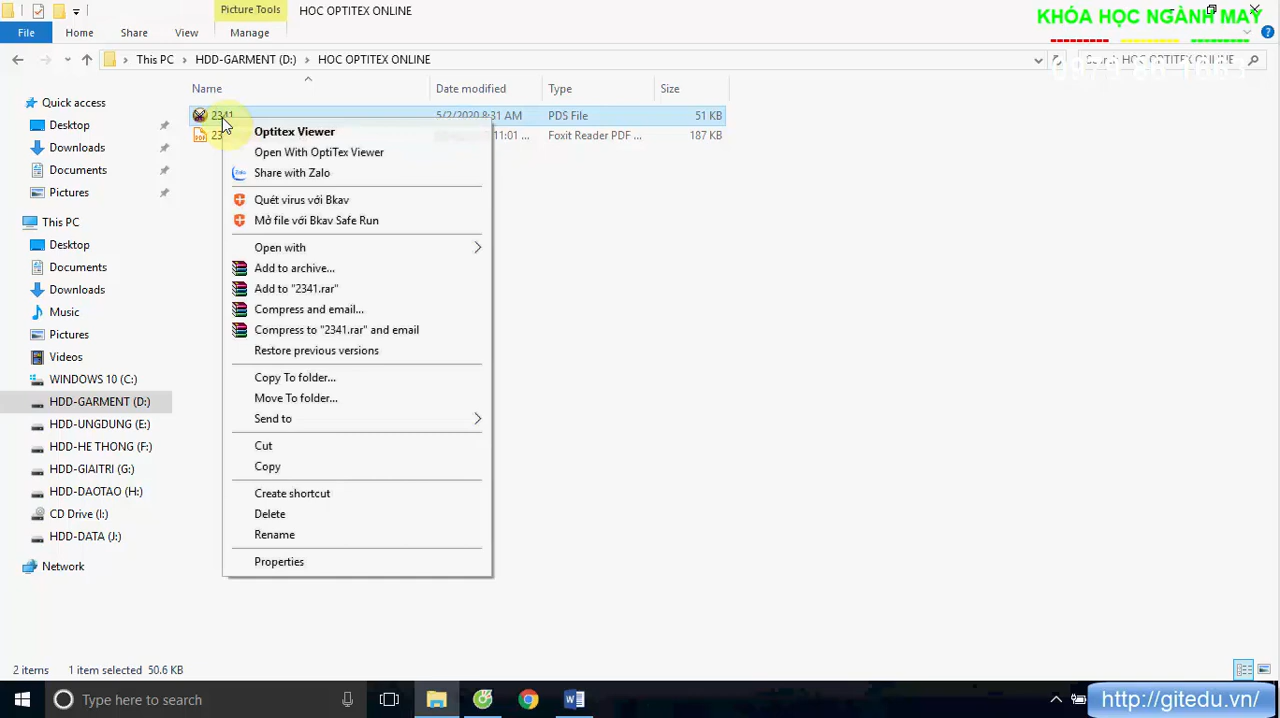 Picture Tools
HOC OPTITEX ONLINE
KHÓA HỌC NGÀNH MAY
File
Home
Share
View
Manage
This PC
HDD-GARMENT (D:)
HOC OPTITEX ONLINE
Name
Date modified
Type
Size
2341
5/2/2020 8:31 AM
PDS File
51 KB
Foxit Reader PDF ...
187 KB
Quick access
Desktop
Downloads
Documents
Pictures
This PC
Desktop
Documents
Downloads
Music
Pictures
Videos
WINDOWS 10 (C:)
HDD-GARMENT (D:)
HDD-UNGDUNG (E:)
HDD-HE THONG (F:)
HDD-GIAITRI (G:)
HDD-DAOTAO (H:)
CD Drive (I:)
HDD-DATA (J:)
Network
Optitex Viewer
Open With OptiTex Viewer
Share with Zalo
Quét virus với Bkav
Mở file với Bkav Safe Run
Open with
Add to archive...
Add to "2341.rar"
Compress and email...
Compress to "2341.rar" and email
Restore previous versions
Copy To folder...
Move To folder...
Send to
Cut
Copy
Create shortcut
Delete
Rename
Properties
2 items
1 item selected 50.6 KB
Type here to search
http://gitedu.vn/